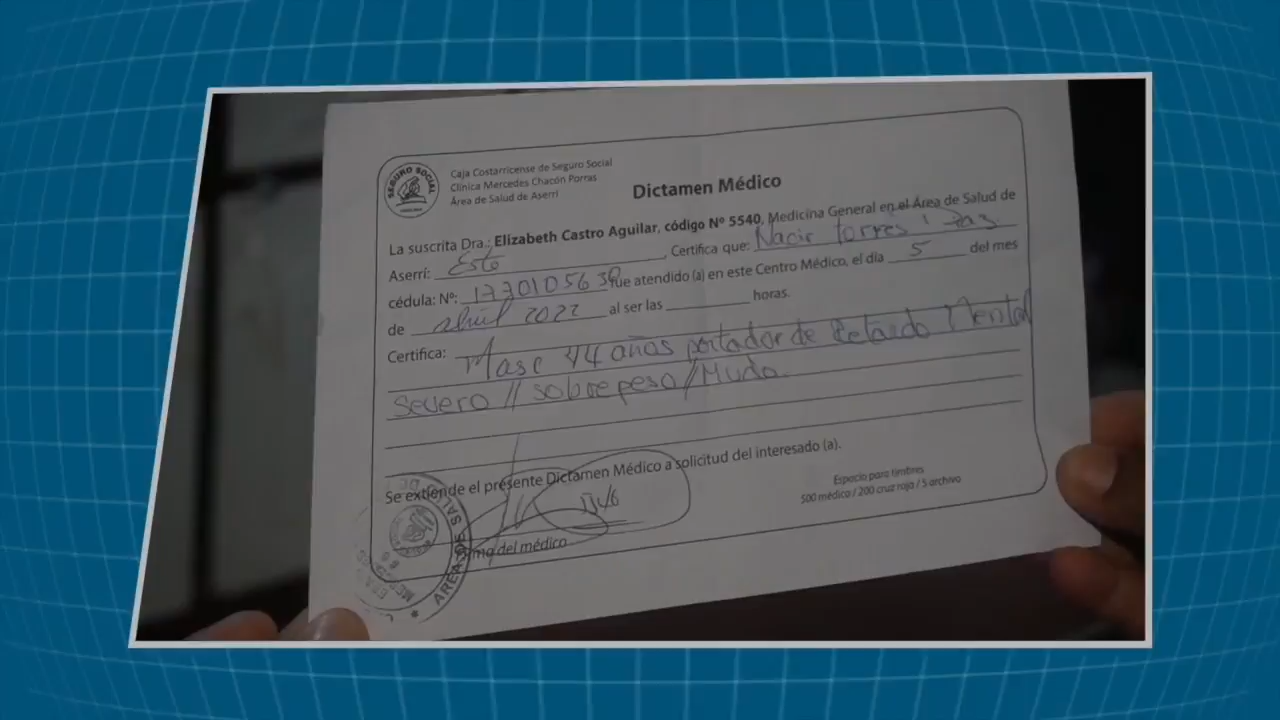 SEGURO SOCIAL
Caja Costarricense de Seguro Social
Clínica Mercedes Chacón Porras
Área de Salud de Aserrí
Dictamen Médico
La suscrita Dra.: Elizabeth Castro Aguilar, código Nº 5540, Medicina General en el Área de Salud de
Aserrí: Este , Certifica que: Nacir Torres
cédula: Nº: fue atendido (a) en este Centro Médico, el día 5 del mes
de abril 2022 al ser las horas.
Certifica: Masc 44 años portador de Retardo Mental
Severo // sobrepeso / Mudo.
Se extiende el presente Dictamen Médico a solicitud del interesado (a).
Espacio para timbres
500 médico / 200 cruz roja / 5 archivo
del médico
AREA DE SALUD